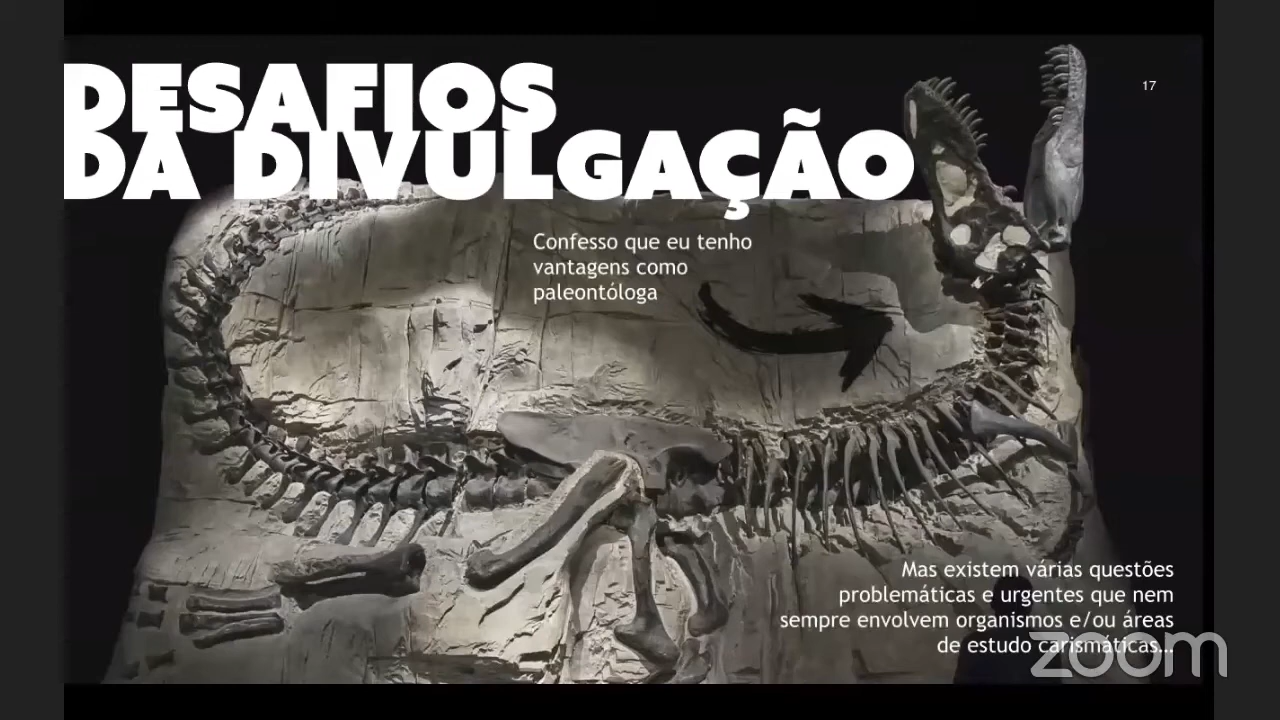 DESAFIOS
DA DIVULGAÇÃO
17
Confesso que eu tenho
vantagens como
paleontóloga
Mas existem várias questões
problemáticas e urgentes que nem
sempre envolvem organismos e/ou áreas
de estudo carismáticas...
zoom